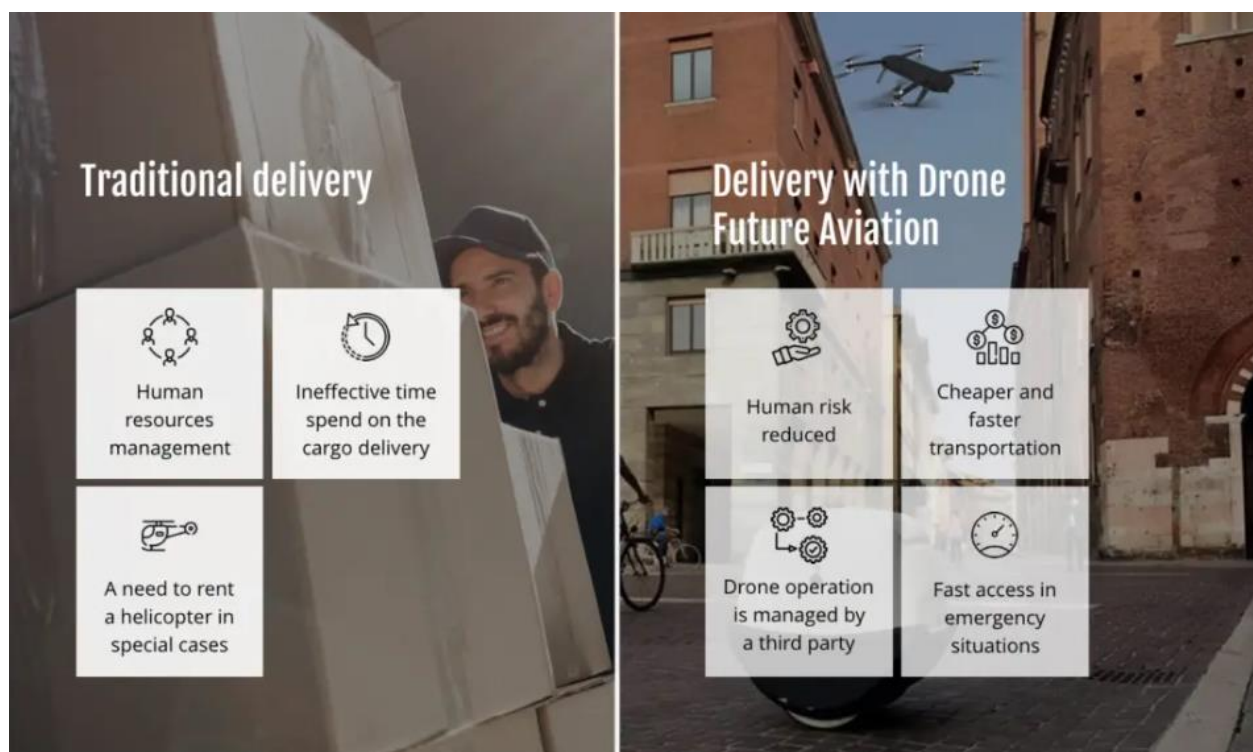 Traditional delivery
Human
resources
management
Ineffective time
spend on the
cargo delivery
A need to rent
a helicopter in
special cases
Delivery with Drone
Future Aviation
Human risk
reduced
Cheaper and
faster
transportation
Drone operation
is managed by
a third party
Fast access in
emergency
situations